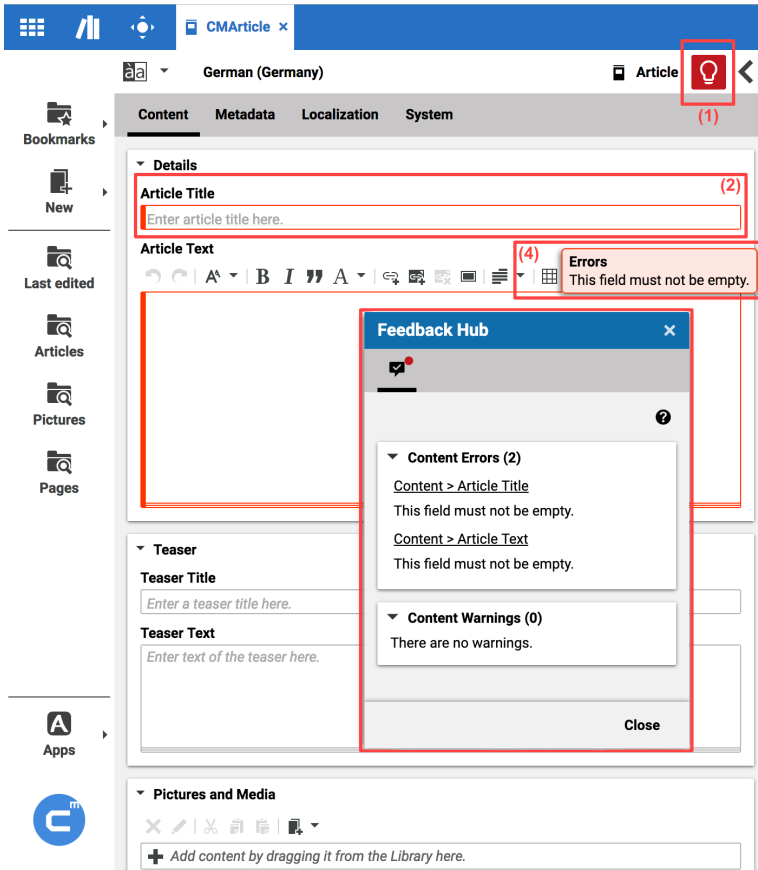 CMArticle ×
àa German (Germany) Article
(1)
Content Metadata Localization System
Bookmarks
New
Last edited
Articles
Pictures
Pages
Apps
A
C m
Details
(2)
Article Title
Enter article title here.
Article Text
(4)
Errors
This field must not be empty.
B I A
Feedback Hub ×
?
Content Errors (2)
Content > Article Title
This field must not be empty.
Content > Article Text
This field must not be empty.
Content Warnings (0)
There are no warnings.
Close
Teaser
Teaser Title
Enter a teaser title here.
Teaser Text
Enter text of the teaser here.
Pictures and Media
Add content by dragging it from the Library here.